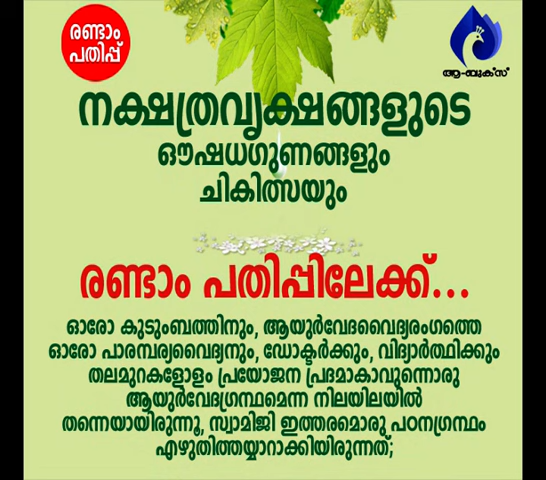 രണ്ടാം
പതിപ്പ്
ആ-ബുക്സ്
നക്ഷത്രവൃക്ഷങ്ങളുടെ
ഔഷധഗുണങ്ങളും
ചികിത്സയും
രണ്ടാം പതിപ്പിലേക്ക്...
ഓരോ കുടുംബത്തിനും, ആയുർവേദവൈദ്യരംഗത്തെ
ഓരോ പാരമ്പര്യവൈദ്യനും, ഡോക്ടർക്കും, വിദ്യാർത്ഥിക്കും
തലമുറകളോളം പ്രയോജന പ്രദമാകാവുന്നൊരു
ആയുർവേദഗ്രന്ഥമെന്ന നിലയിലയിൽ
തന്നെയായിരുന്നൂ, സ്വാമിജി ഇത്തരമൊരു പഠനഗ്രന്ഥം
എഴുതിത്തയ്യാറാക്കിയിരുന്നത്;